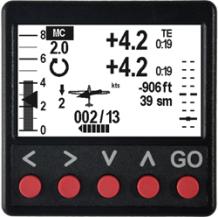 8 MC +4.2 TE
2.0 0:19
6
+4.2 0:19
4
kts -906 ft
2 2 39 sm
0 002/13
< > V Λ GO